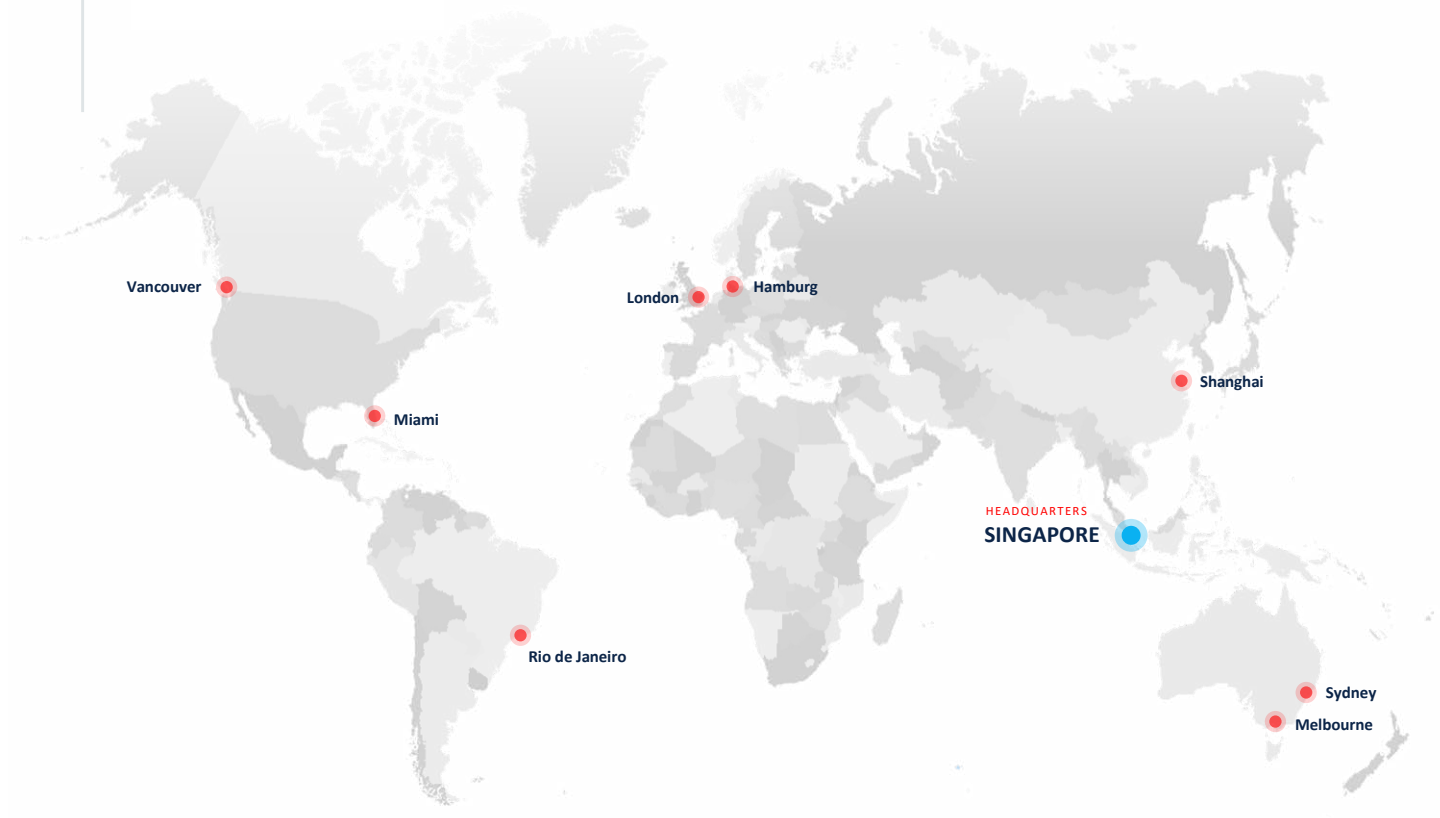 Vancouver
London
Hamburg
Shanghai
Miami
HEADQUARTERS
SINGAPORE
Rio de Janeiro
Sydney
Melbourne